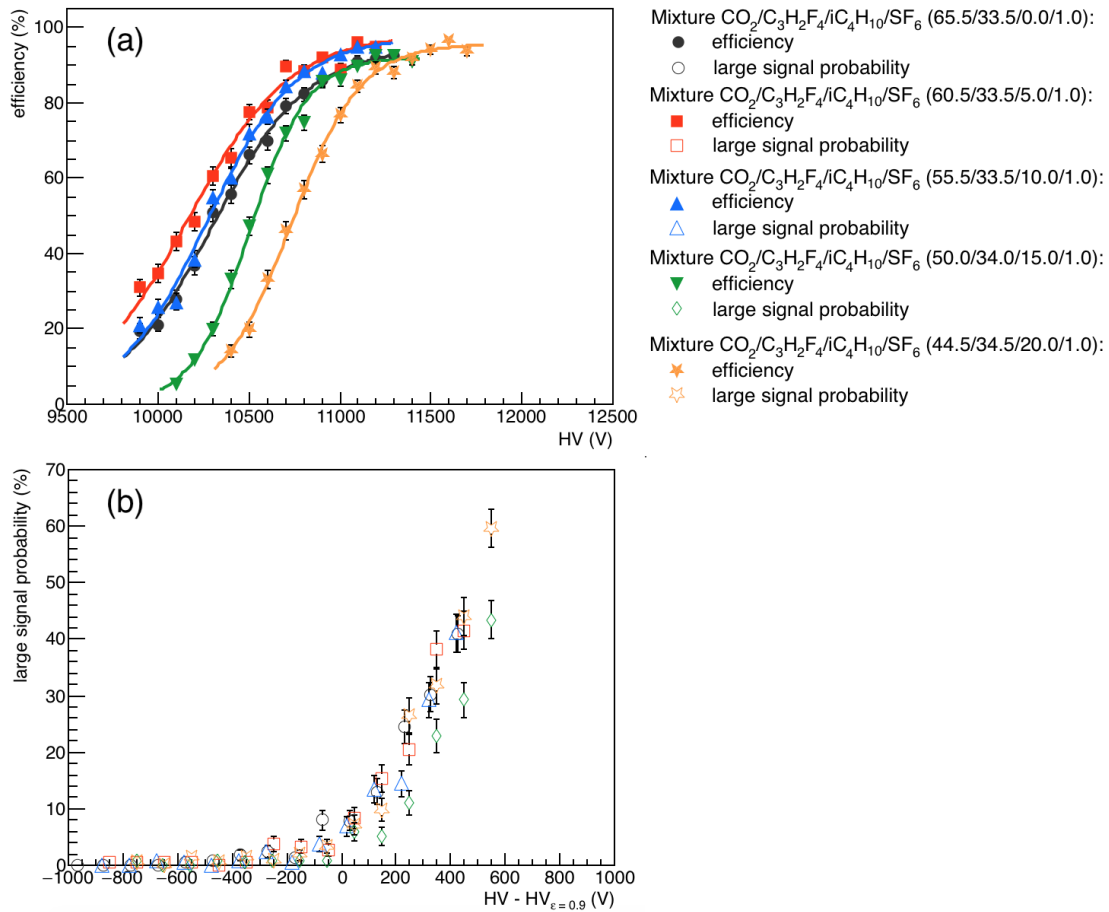 efficiency (%)
100
80
60
40
20
0
(a)
9500 10000 10500 11000 11500 12000 12500
HV (V)
Mixture CO2/C3H2F4/iC4H10/SF6 (65.5/33.5/0.0/1.0):
efficiency
large signal probability
Mixture CO2/C3H2F4/iC4H10/SF6 (60.5/33.5/5.0/1.0):
efficiency
large signal probability
Mixture CO2/C3H2F4/iC4H10/SF6 (55.5/33.5/10.0/1.0):
efficiency
large signal probability
Mixture CO2/C3H2F4/iC4H10/SF6 (50.0/34.0/15.0/1.0):
efficiency
large signal probability
Mixture CO2/C3H2F4/iC4H10/SF6 (44.5/34.5/20.0/1.0):
efficiency
large signal probability
large signal probability (%)
70
60
50
40
30
20
10
0
(b)
−1000 −800 −600 −400 −200 0 200 400 600 800 1000
HV - HVε = 0.9 (V)